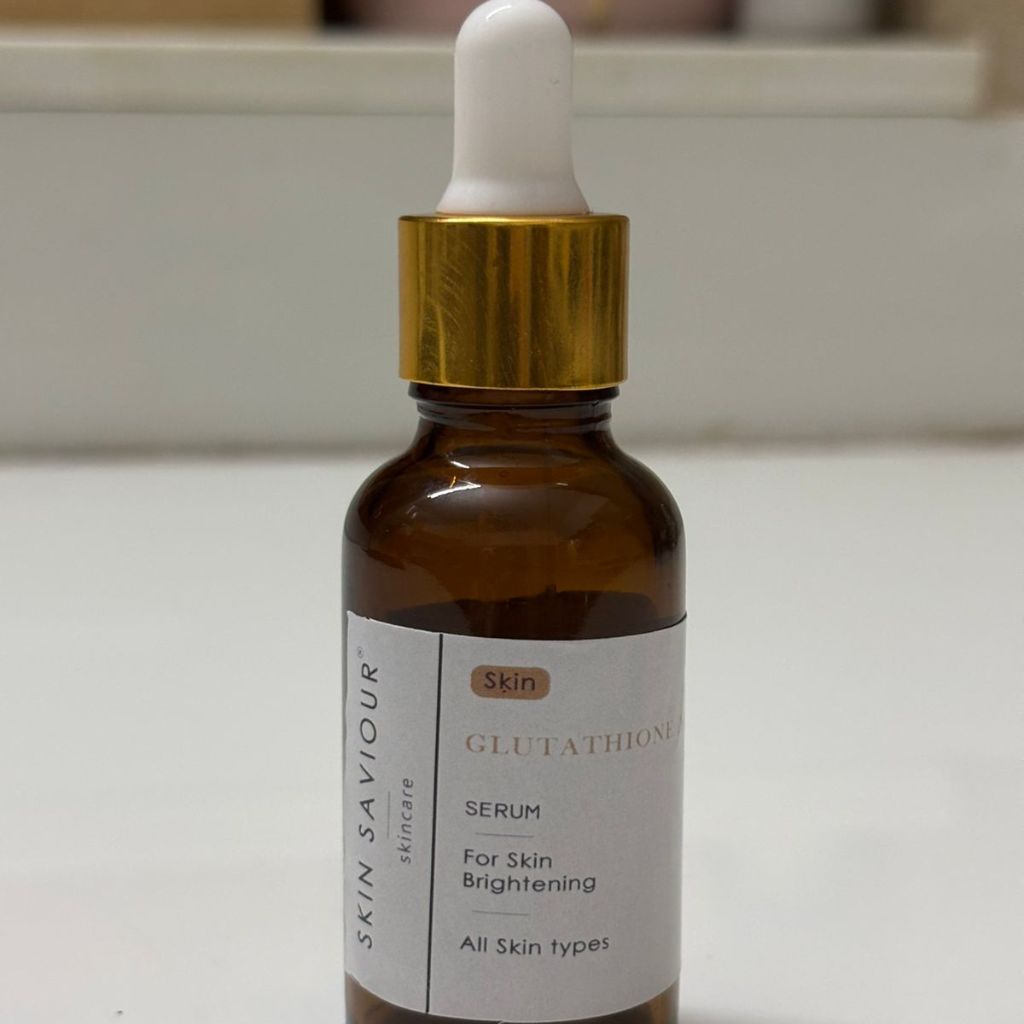 SKIN SAVIOUR®
skincare
Skin
GLUTATHIONE
SERUM
For Skin
Brightening
All Skin types